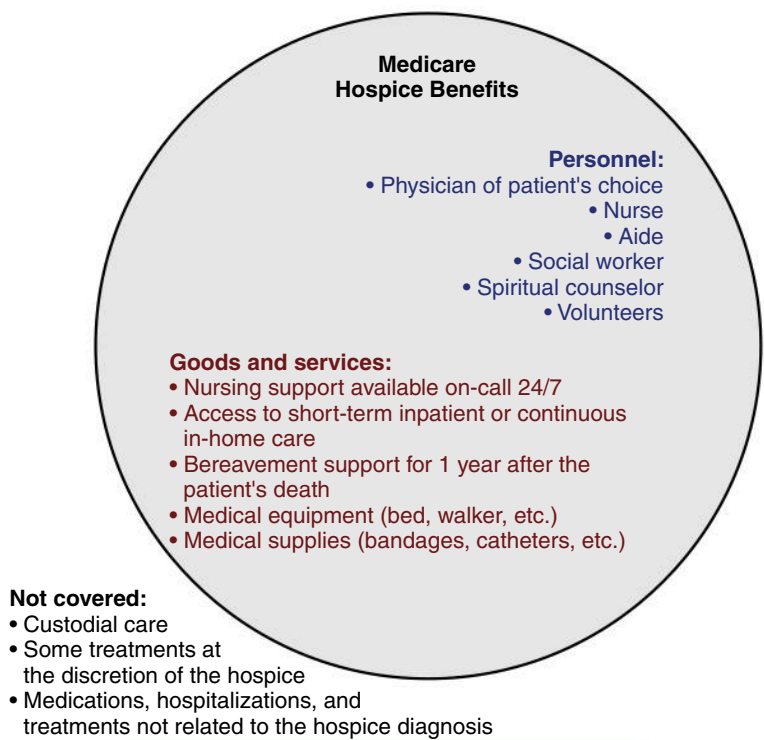 Medicare
Hospice Benefits
Personnel:
• Physician of patient's choice
• Nurse
• Aide
• Social worker
• Spiritual counselor
• Volunteers
Goods and services:
• Nursing support available on-call 24/7
• Access to short-term inpatient or continuous
in-home care
• Bereavement support for 1 year after the
patient's death
• Medical equipment (bed, walker, etc.)
• Medical supplies (bandages, catheters, etc.)
Not covered:
• Custodial care
• Some treatments at
the discretion of the hospice
• Medications, hospitalizations, and
treatments not related to the hospice diagnosis